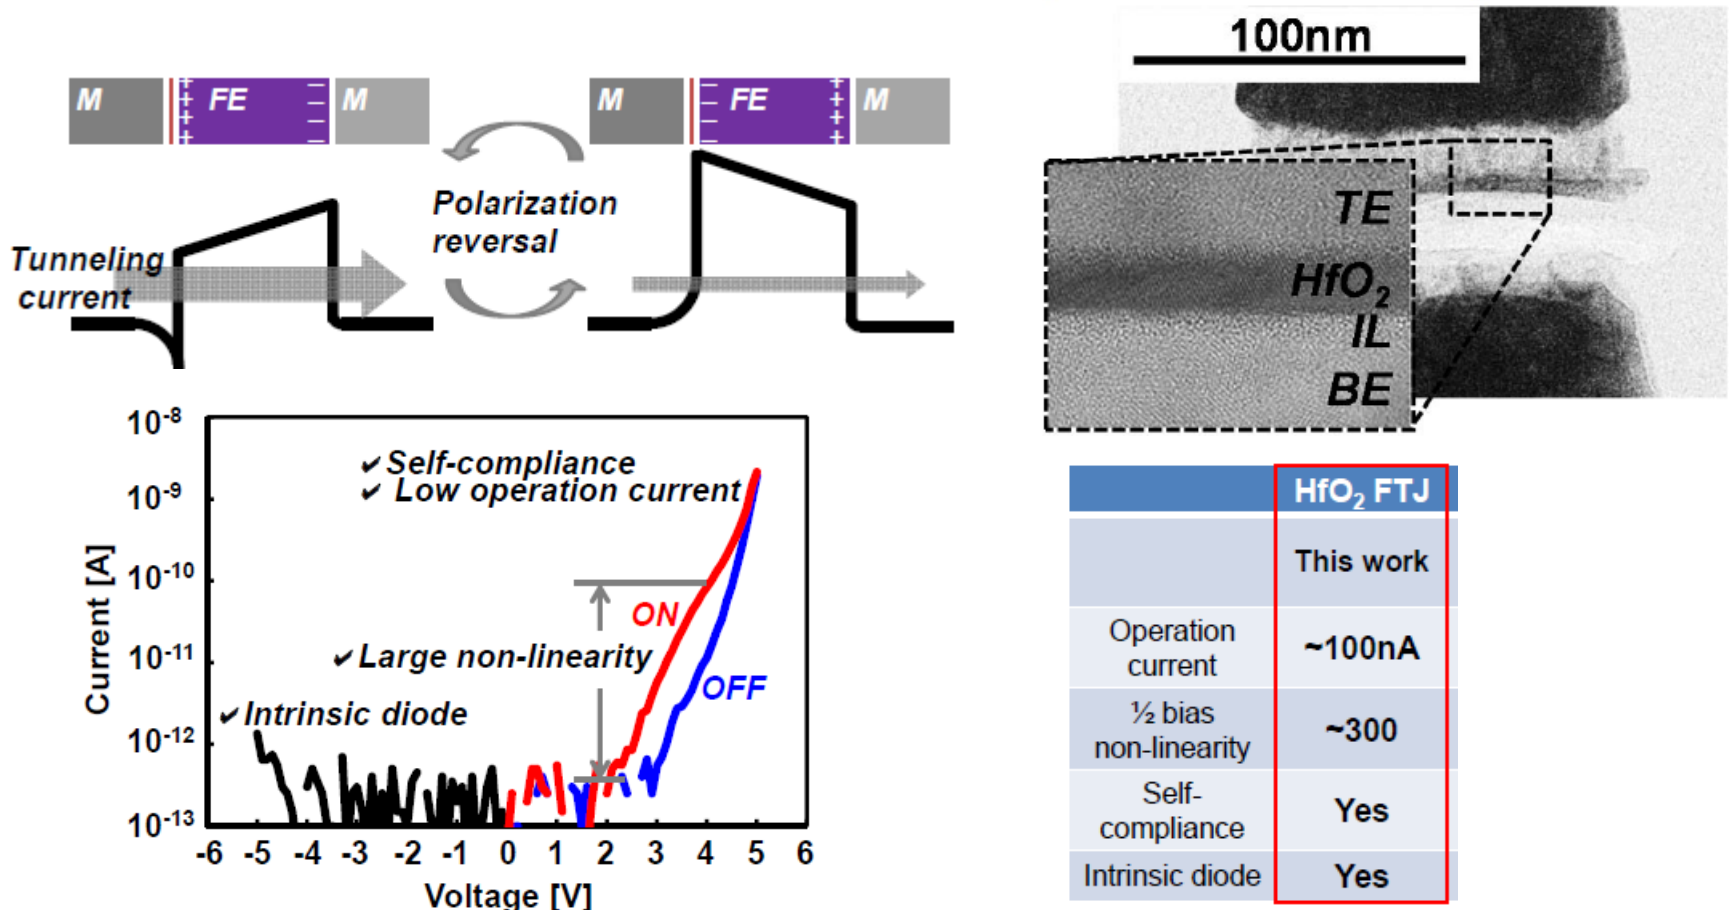 M FE M
+ + + +
– – – –
M FE M
– – – –
+ + + +
Polarization
reversal
Tunneling
current
100nm
TE
HfO₂
IL
BE
10⁻⁸
10⁻⁹
10⁻¹⁰
10⁻¹¹
10⁻¹²
10⁻¹³
Current [A]
✔ Self-compliance
✔ Low operation current
ON
✔ Large non-linearity
OFF
✔ Intrinsic diode
-6 -5 -4 -3 -2 -1 0 1 2 3 4 5 6
Voltage [V]
HfO₂ FTJ
This work
Operation
current
~100nA
½ bias
non-linearity
~300
Self-
compliance
Yes
Intrinsic diode Yes